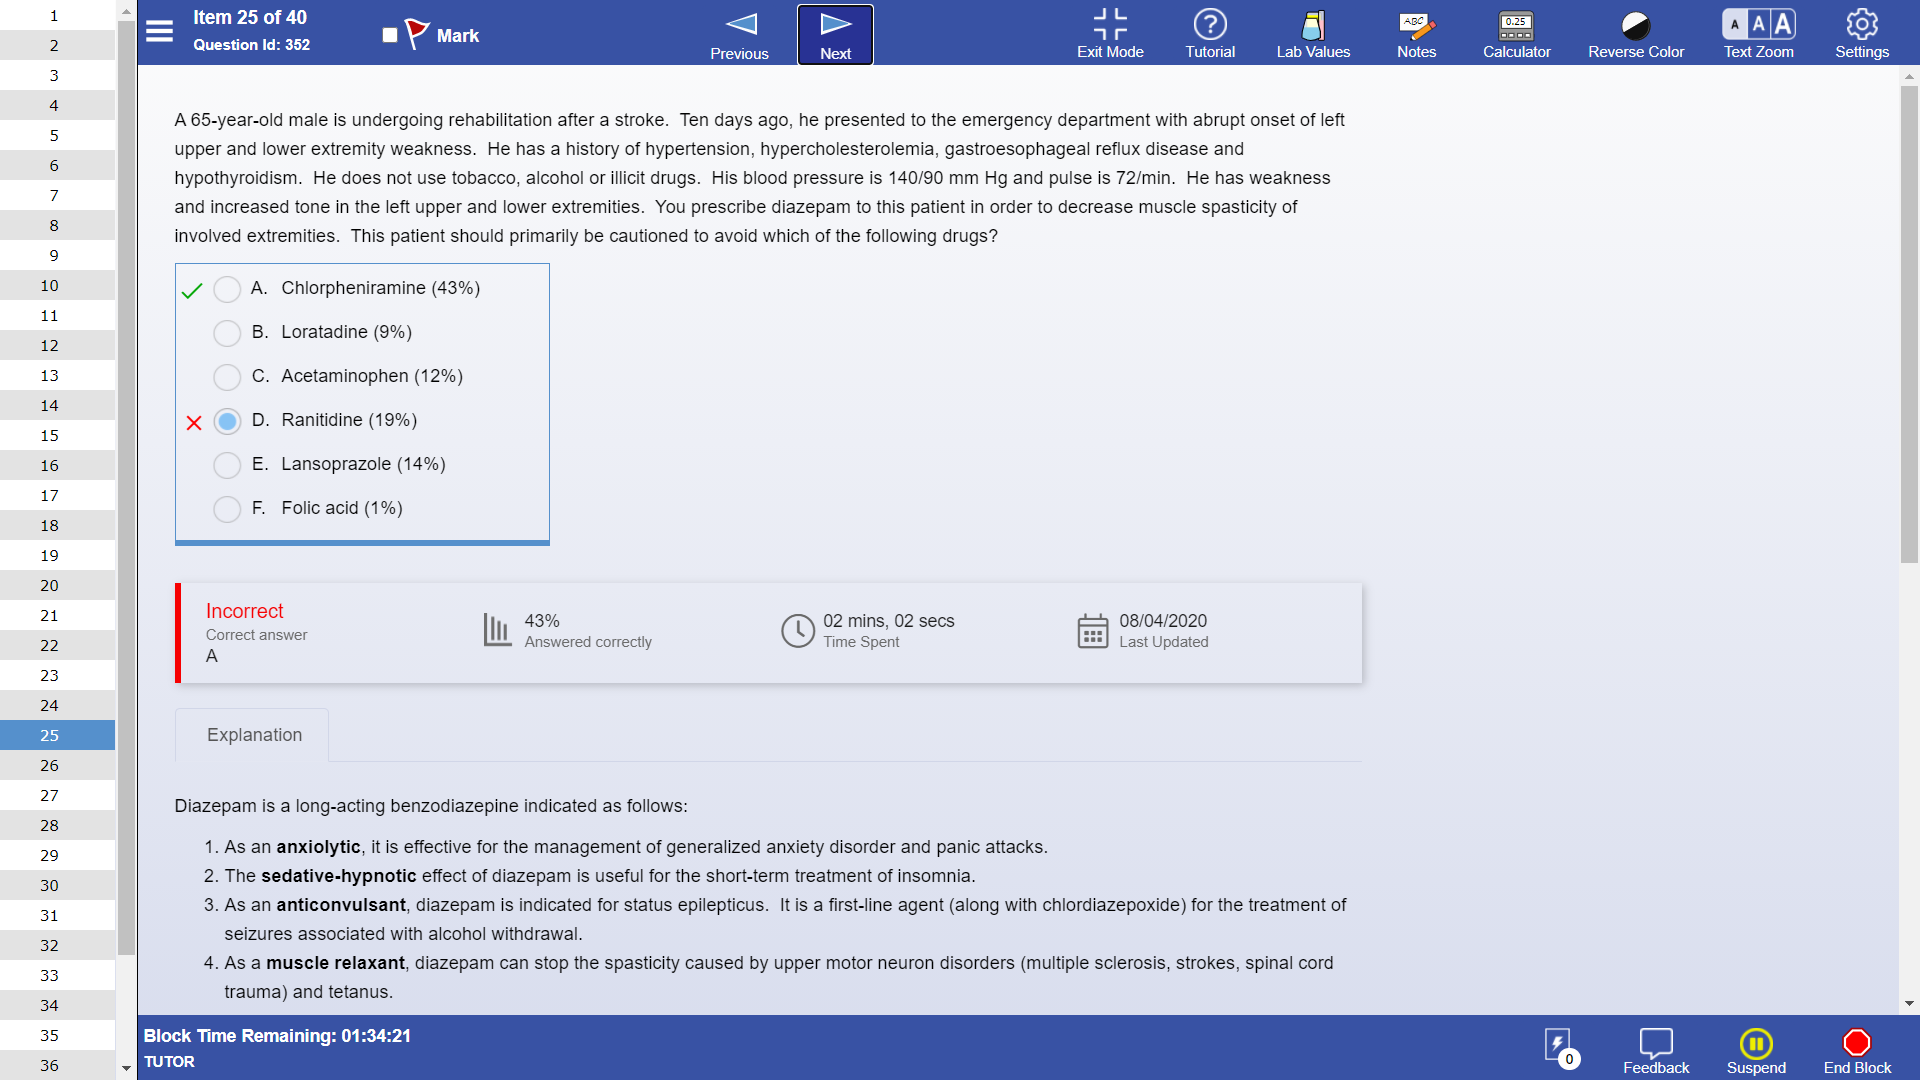 1
2
3
4
5
6
7
8
9
10
11
12
13
14
15
16
17
18
19
20
21
22
23
24
25
26
27
28
29
30
31
32
33
34
35
36
Item 25 of 40
Question Id: 352
Mark
Previous
Next
Exit Mode
Tutorial
Lab Values
ABC
Notes
0.25
Calculator
Reverse Color
A A A
Text Zoom
Settings
A 65-year-old male is undergoing rehabilitation after a stroke. Ten days ago, he presented to the emergency department with abrupt onset of left
upper and lower extremity weakness. He has a history of hypertension, hypercholesterolemia, gastroesophageal reflux disease and
hypothyroidism. He does not use tobacco, alcohol or illicit drugs. His blood pressure is 140/90 mm Hg and pulse is 72/min. He has weakness
and increased tone in the left upper and lower extremities. You prescribe diazepam to this patient in order to decrease muscle spasticity of
involved extremities. This patient should primarily be cautioned to avoid which of the following drugs?
A. Chlorpheniramine (43%)
B. Loratadine (9%)
C. Acetaminophen (12%)
D. Ranitidine (19%)
E. Lansoprazole (14%)
F. Folic acid (1%)
Incorrect
Correct answer
A
43%
Answered correctly
02 mins, 02 secs
Time Spent
08/04/2020
Last Updated
Explanation
Diazepam is a long-acting benzodiazepine indicated as follows:
1. As an anxiolytic, it is effective for the management of generalized anxiety disorder and panic attacks.
2. The sedative-hypnotic effect of diazepam is useful for the short-term treatment of insomnia.
3. As an anticonvulsant, diazepam is indicated for status epilepticus. It is a first-line agent (along with chlordiazepoxide) for the treatment of
seizures associated with alcohol withdrawal.
4. As a muscle relaxant, diazepam can stop the spasticity caused by upper motor neuron disorders (multiple sclerosis, strokes, spinal cord
trauma) and tetanus.
Block Time Remaining: 01:34:21
TUTOR
0
Feedback
Suspend
End Block